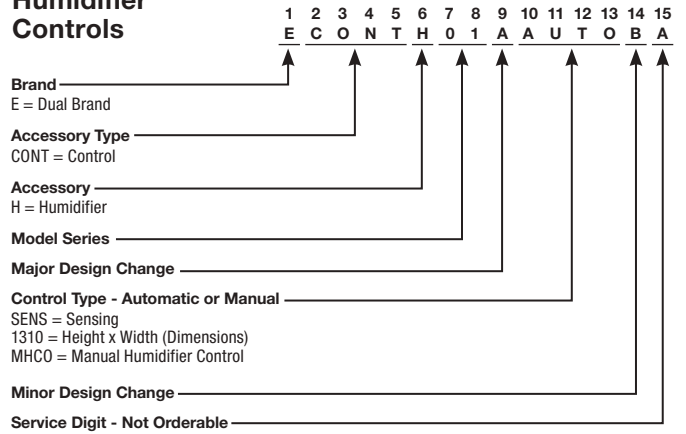 Humidifier
Controls
1 2 3 4 5 6 7 8 9 10 11 12 13 14 15
E C O N T H 0 1 A A U T O B A
Brand
E = Dual Brand
Accessory Type
CONT = Control
Accessory
H = Humidifier
Model Series
Major Design Change
Control Type - Automatic or Manual
SENS = Sensing
1310 = Height x Width (Dimensions)
MHCO = Manual Humidifier Control
Minor Design Change
Service Digit - Not Orderable